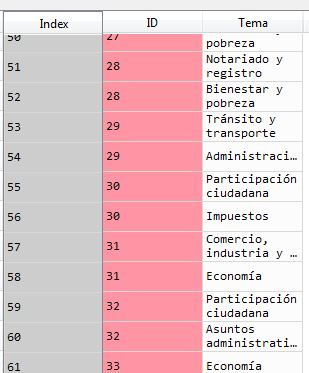 Index ID Tema
50 27 pobreza
51 28 Notariado y
registro
52 28 Bienestar y
pobreza
53 29 Tránsito y
transporte
54 29 Administraci…
55 30 Participación
ciudadana
56 30 Impuestos
57 31 Comercio,
industria y …
58 31 Economía
59 32 Participación
ciudadana
60 32 Asuntos
administrati…
61 33 Economía